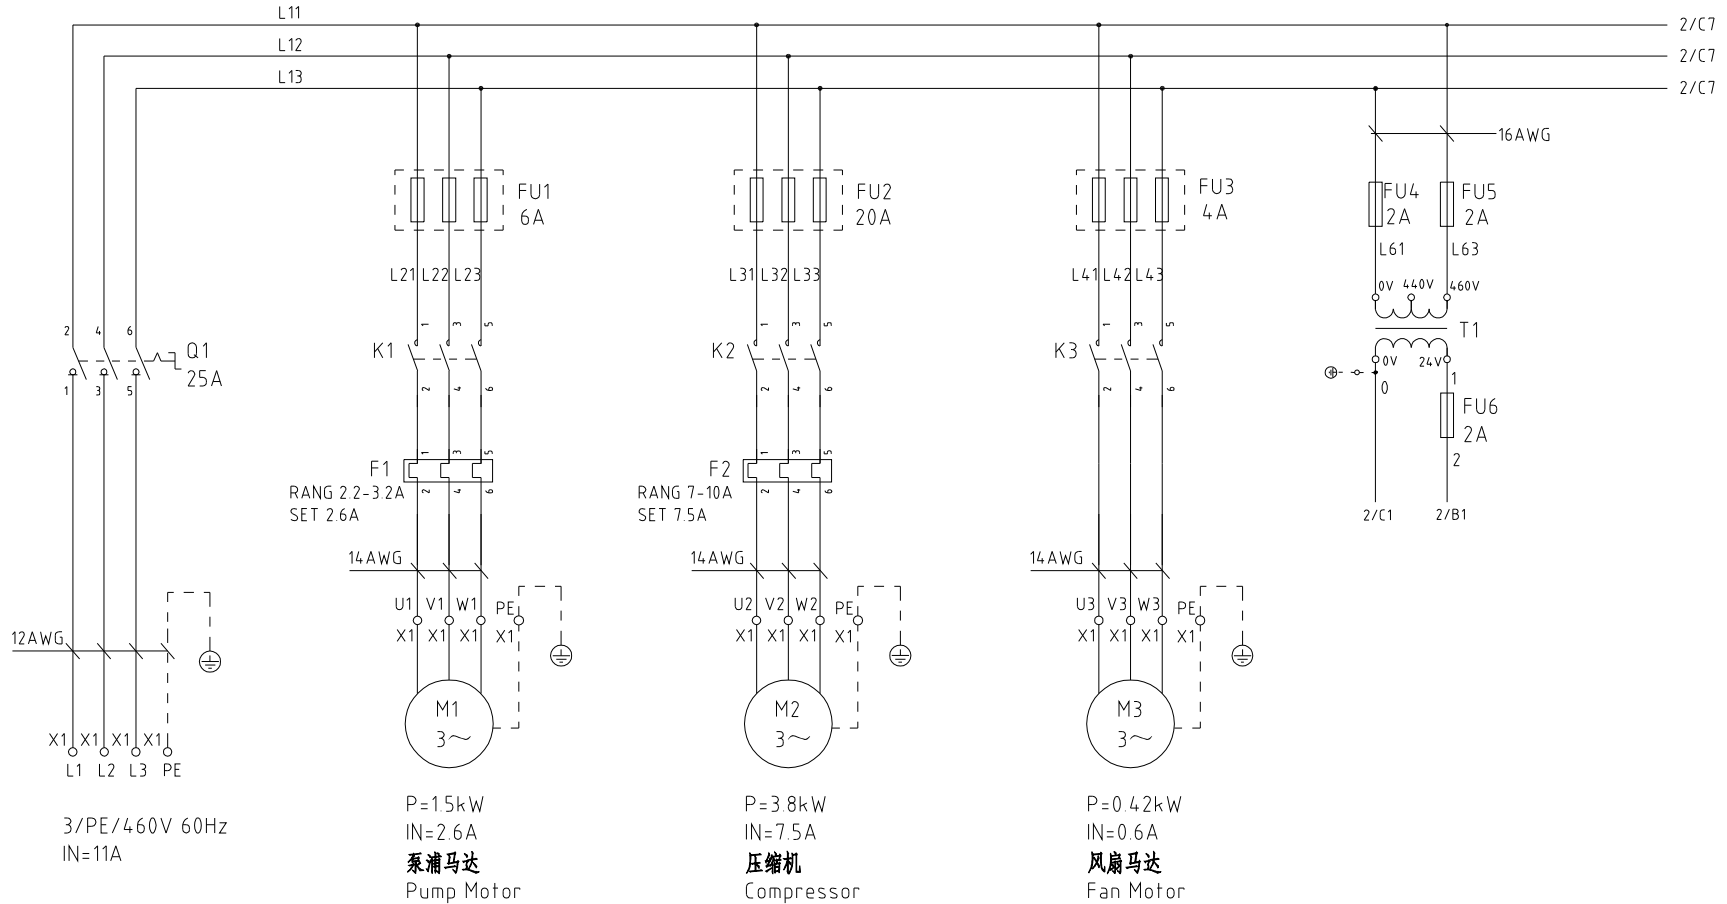 L11
2/C7
L12
2/C7
L13
2/C7
16AWG
FU1
6A
FU2
20A
FU3
4A
FU4
2A
FU5
2A
L21 L22 L23
L31 L32 L33
L41 L42 L43
L61
L63
0V 440V 460V
T1
0V 24V
0
1
FU6
2A
2
2/C1
2/B1
2 4 6
Q1
25A
1 3 5
1 3 5
K1
2 4 6
1 3 5
K2
2 4 6
1 3 5
K3
2 4 6
1 3 5
F1
RANG 2.2-3.2A
SET 2.6A
2 4 6
1 3 5
F2
RANG 7-10A
SET 7.5A
2 4 6
14AWG
14AWG
14AWG
U1 V1 W1 PE
X1 X1 X1 X1
U2 V2 W2 PE
X1 X1 X1 X1
U3 V3 W3 PE
X1 X1 X1 X1
12AWG
X1 X1 X1 X1
L1 L2 L3 PE
3/PE/460V 60Hz
IN=11A
M1
3~
M2
3~
M3
3~
P=1.5kW
IN=2.6A
泵浦马达
Pump Motor
P=3.8kW
IN=7.5A
压缩机
Compressor
P=0.42kW
IN=0.6A
风扇马达
Fan Motor